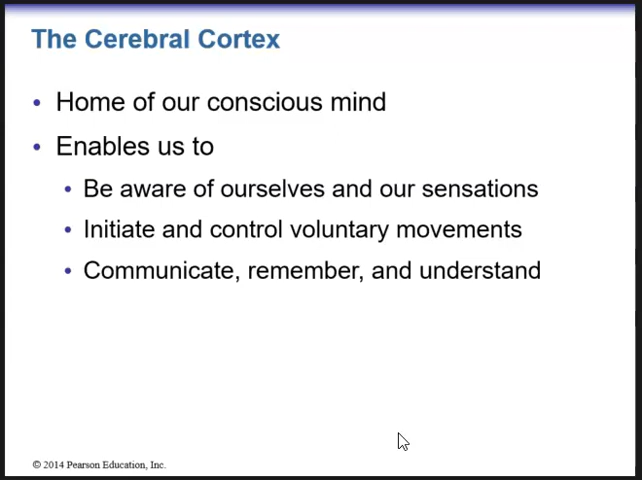 The Cerebral Cortex
• Home of our conscious mind
• Enables us to
• Be aware of ourselves and our sensations
• Initiate and control voluntary movements
• Communicate, remember, and understand
© 2014 Pearson Education, Inc.